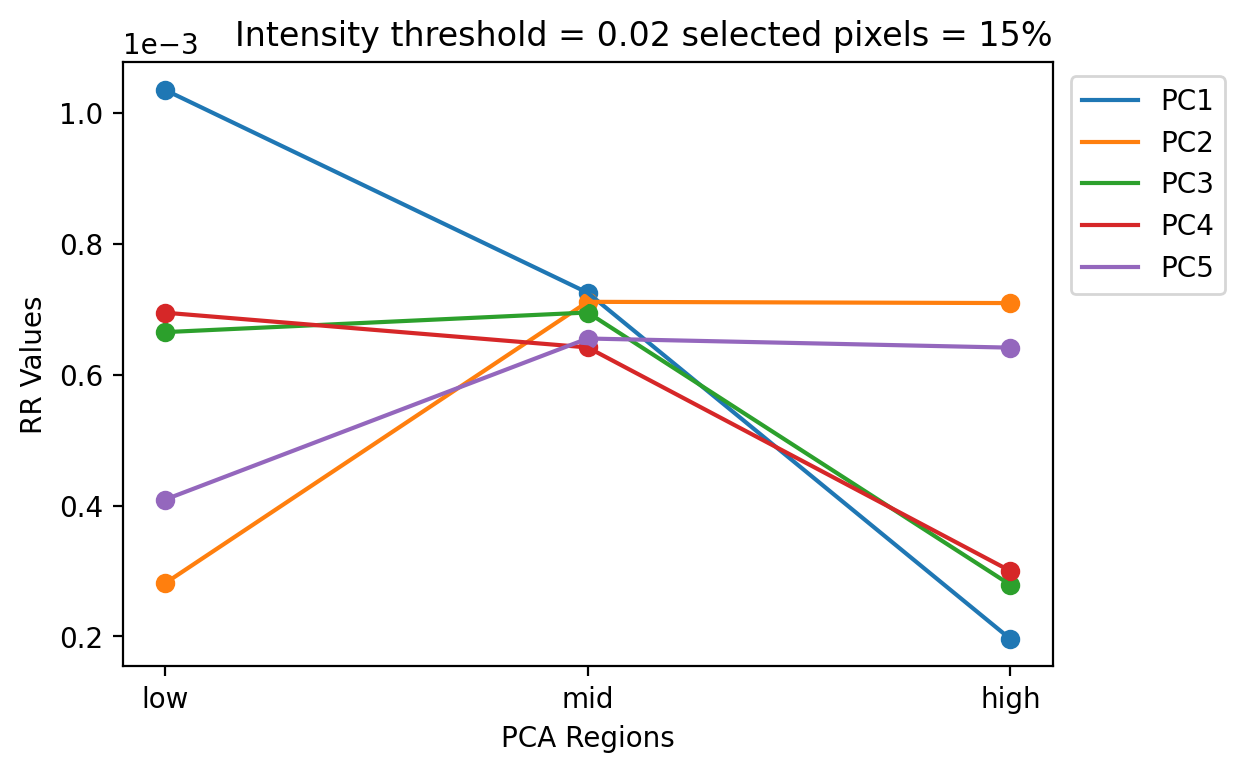 1e−3 Intensity threshold = 0.02 selected pixels = 15%
1.0
0.8
0.6
0.4
0.2
RR Values
low mid high
PCA Regions
PC1
PC2
PC3
PC4
PC5